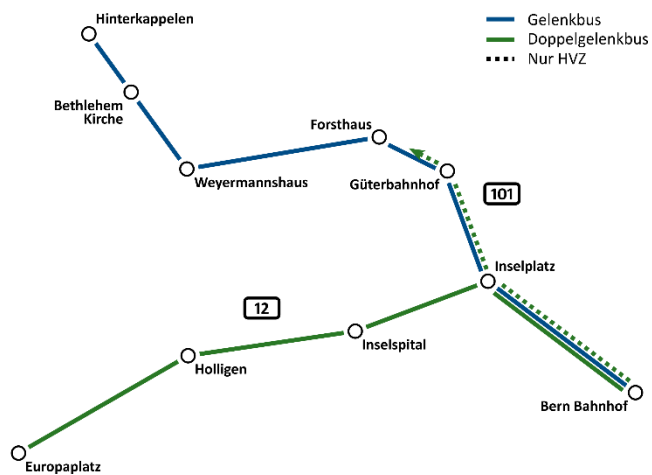 Hinterkappelen
Gelenkbus
Doppelgelenkbus
Nur HVZ
Bethlehem
Kirche
Forsthaus
Weyermannshaus
Güterbahnhof
101
Inselplatz
12
Inselspital
Holligen
Bern Bahnhof
Europaplatz